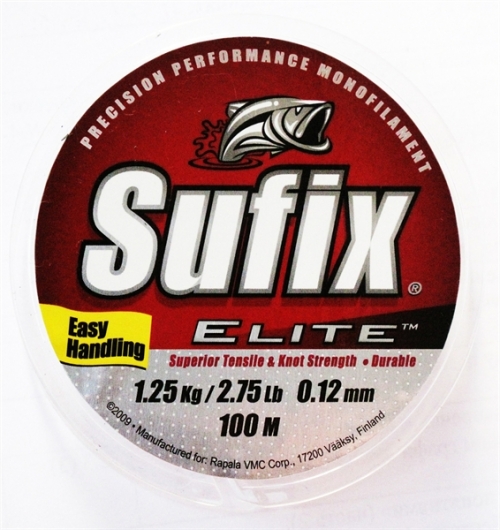 PRECISION PERFORMANCE MONOFILAMENT
Sufix®
ELITE™
Easy
Handling
Superior Tensile & Knot Strength • Durable
1.25 Kg / 2.75 Lb 0.12 mm
100 M
©2009 • Manufactured for: Rapala VMC Corp., 17200 Vääksy, Finland